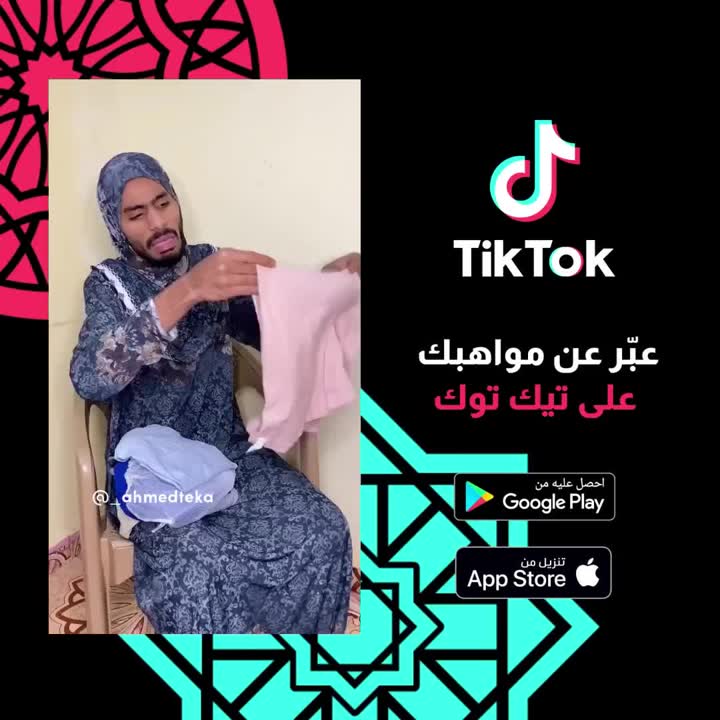 TikTok
عبّر عن مواهبك
على تيك توك
احصل عليه من
Google Play
تنزيل من
App Store
@_ahmedteka